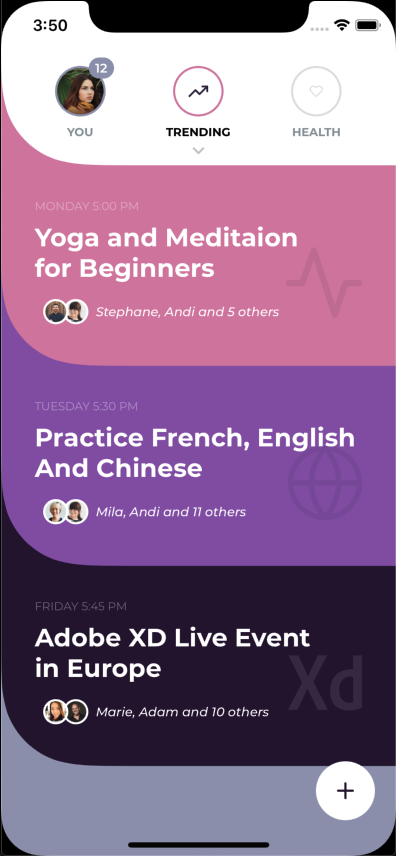 3:50
12
YOU
TRENDING
HEALTH
MONDAY 5:00 PM
Yoga and Meditaion
for Beginners
Stephane, Andi and 5 others
TUESDAY 5:30 PM
Practice French, English
And Chinese
Mila, Andi and 11 others
FRIDAY 5:45 PM
Adobe XD Live Event
in Europe
Xd
Marie, Adam and 10 others
+